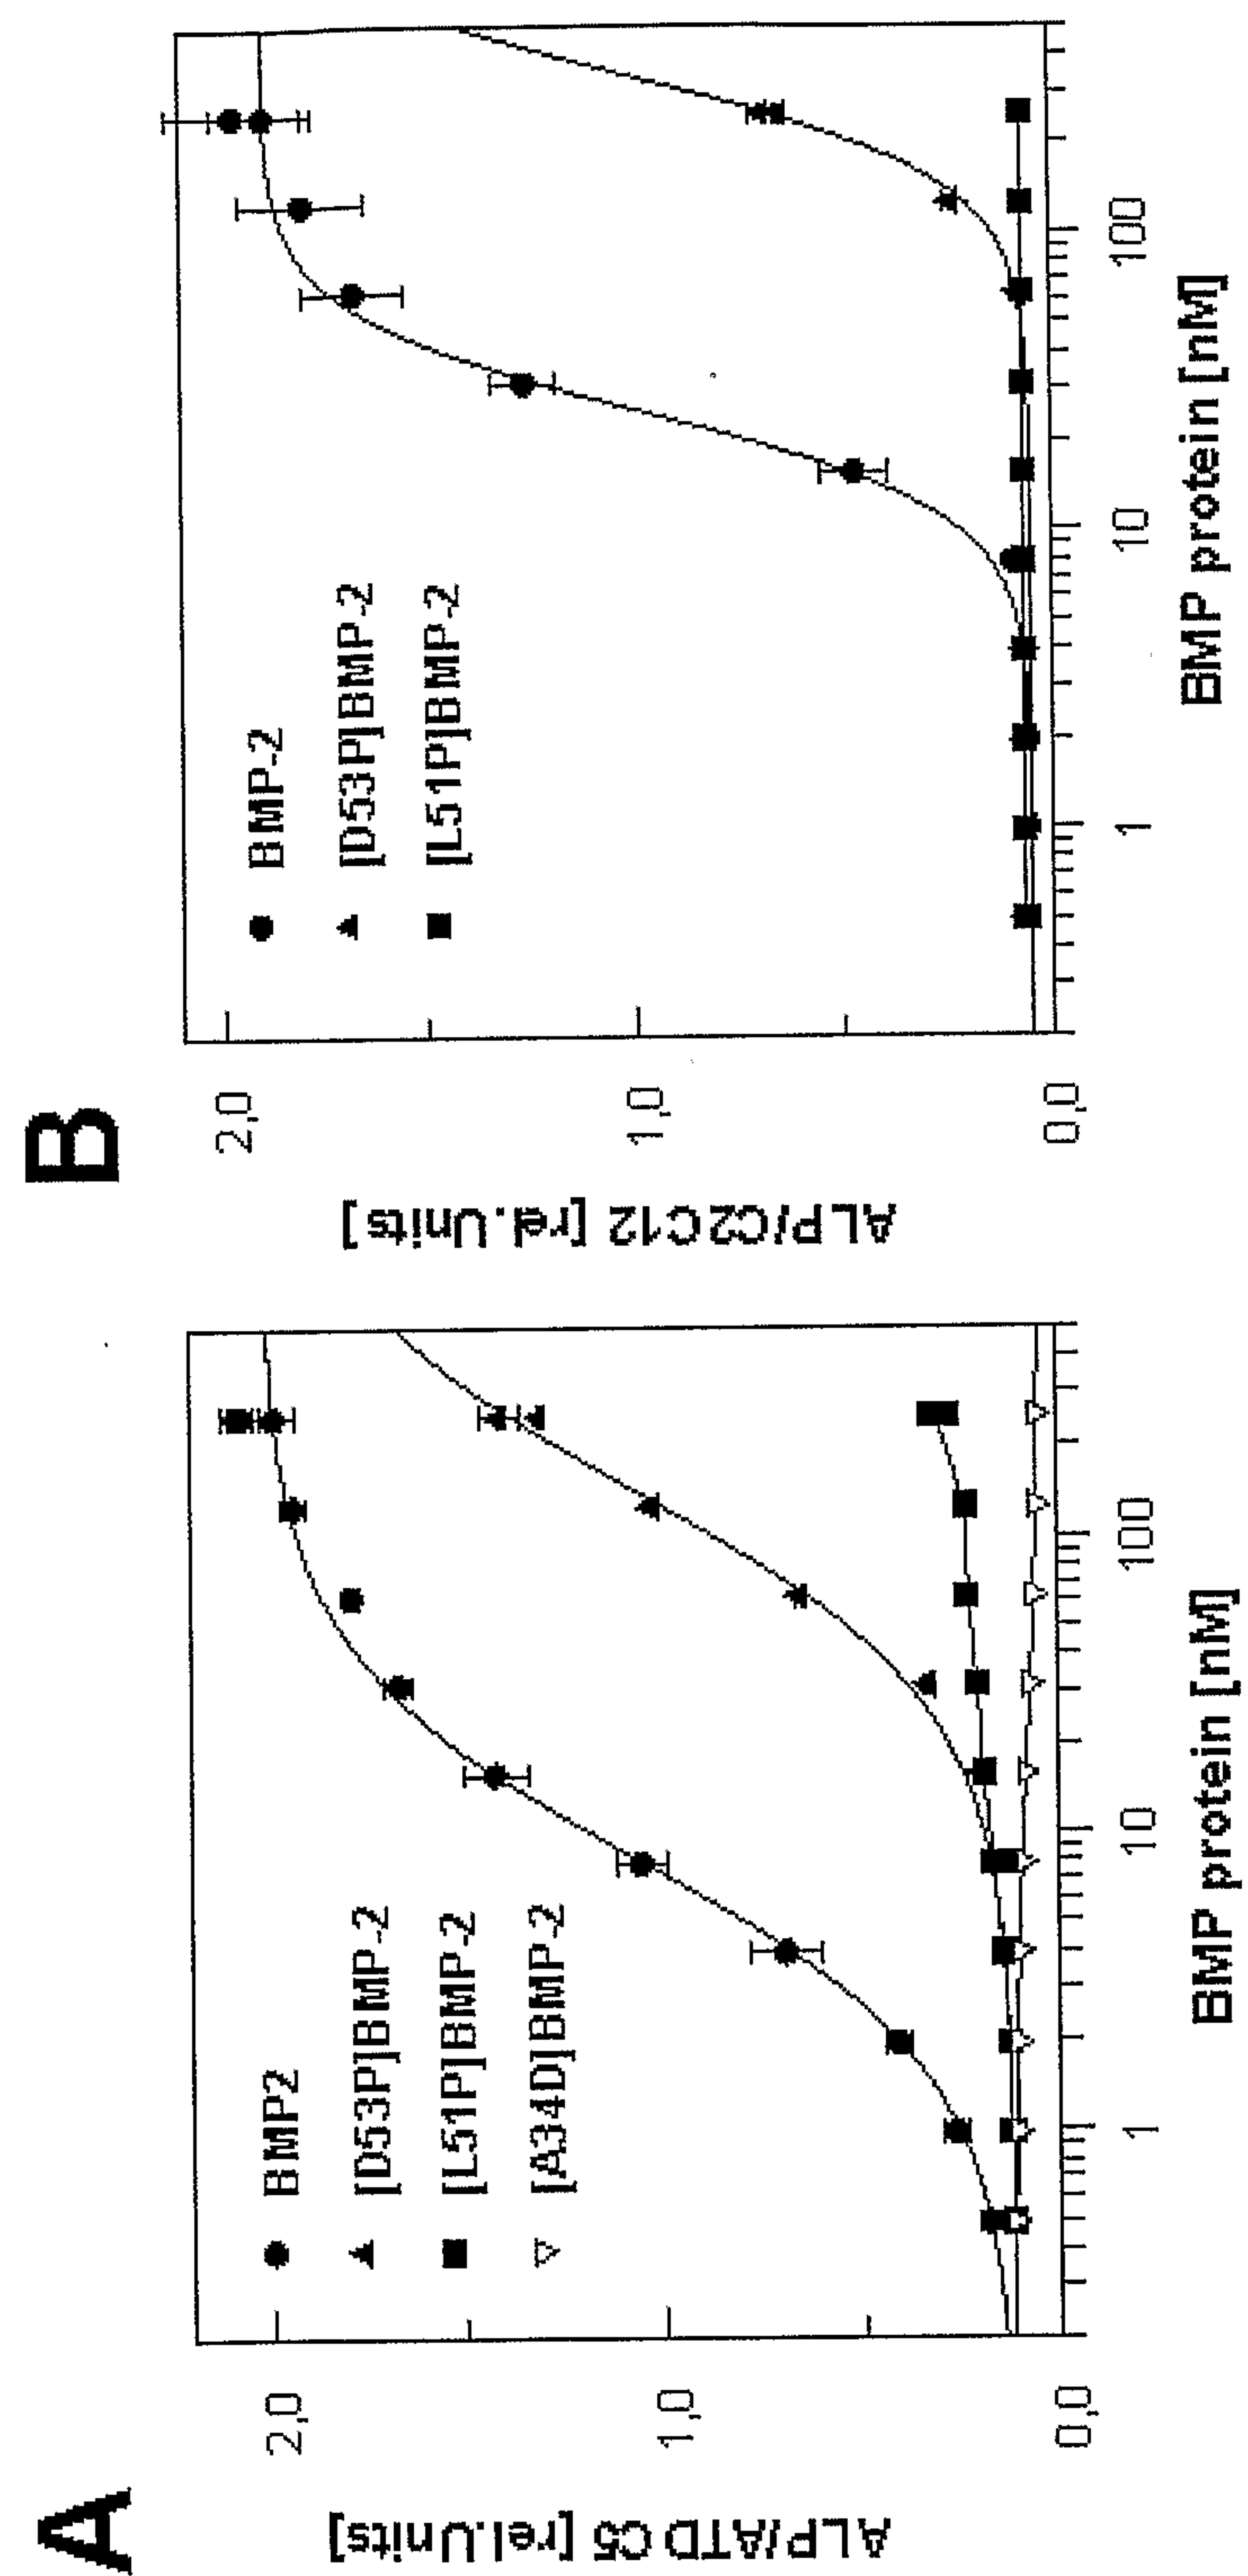 A
ALP/ATDC5 [rel.Units]
2,0
1,0
0,0
BMP2
[D53P]BMP-2
[L51P]BMP-2
[A34D]BMP-2
1
10
100
BMP protein [nM]
B
ALP/C2C12 [rel.Units]
2,0
1,0
0,0
BMP-2
[D53P]BMP-2
[L51P]BMP-2
1
10
100
BMP protein [nM]